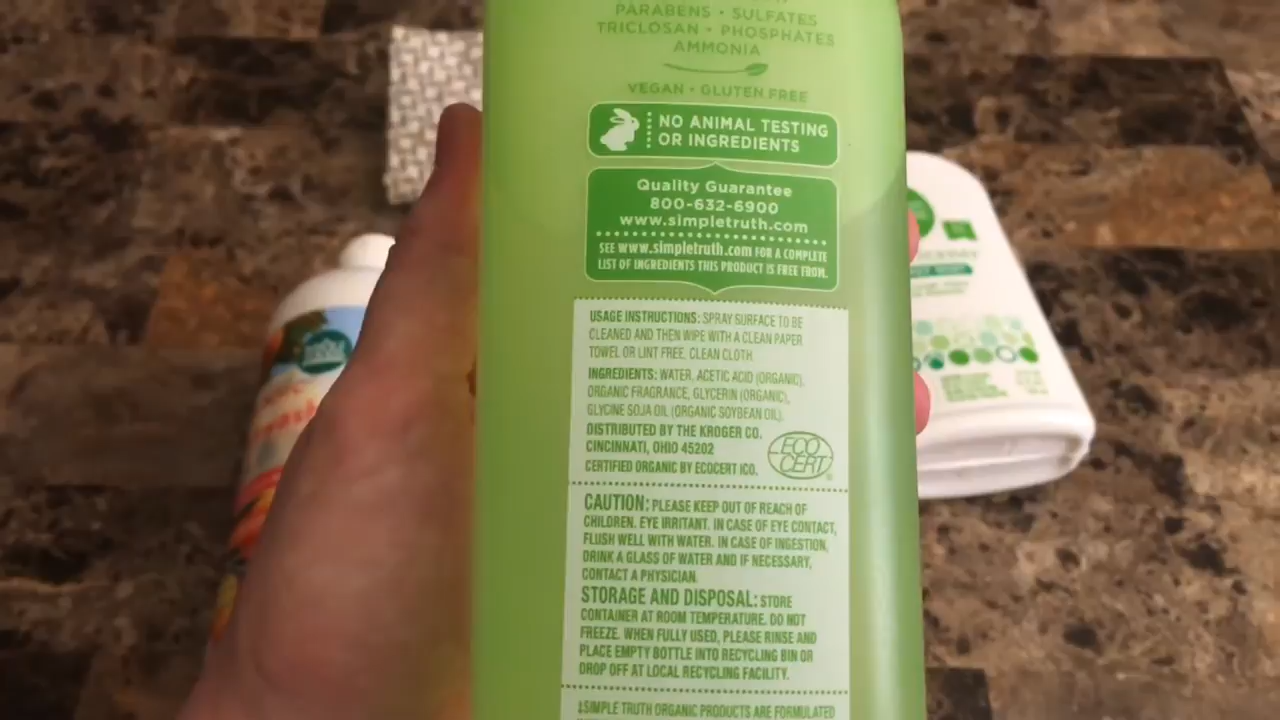 PARABENS • SULFATES
TRICLOSAN • PHOSPHATES
AMMONIA
VEGAN • GLUTEN FREE
NO ANIMAL TESTING
OR INGREDIENTS
Quality Guarantee
800-632-6900
www.simpletruth.com
SEE www.simpletruth.com FOR A COMPLETE
LIST OF INGREDIENTS THIS PRODUCT IS FREE FROM.
USAGE INSTRUCTIONS: SPRAY SURFACE TO BE
CLEANED AND THEN WIPE WITH A CLEAN PAPER
TOWEL OR LINT FREE, CLEAN CLOTH.
INGREDIENTS: WATER, ACETIC ACID (ORGANIC),
ORGANIC FRAGRANCE, GLYCERIN (ORGANIC),
GLYCINE SOJA OIL (ORGANIC SOYBEAN OIL).
DISTRIBUTED BY THE KROGER CO.
CINCINNATI, OHIO 45202
CERTIFIED ORGANIC BY ECOCERT ICO.
ECO
CERT®
CAUTION: PLEASE KEEP OUT OF REACH OF
CHILDREN. EYE IRRITANT. IN CASE OF EYE CONTACT,
FLUSH WELL WITH WATER. IN CASE OF INGESTION,
DRINK A GLASS OF WATER AND IF NECESSARY,
CONTACT A PHYSICIAN.
STORAGE AND DISPOSAL: STORE
CONTAINER AT ROOM TEMPERATURE. DO NOT
FREEZE. WHEN FULLY USED, PLEASE RINSE AND
PLACE EMPTY BOTTLE INTO RECYCLING BIN OR
DROP OFF AT LOCAL RECYCLING FACILITY.
‡SIMPLE TRUTH ORGANIC PRODUCTS ARE FORMULATED